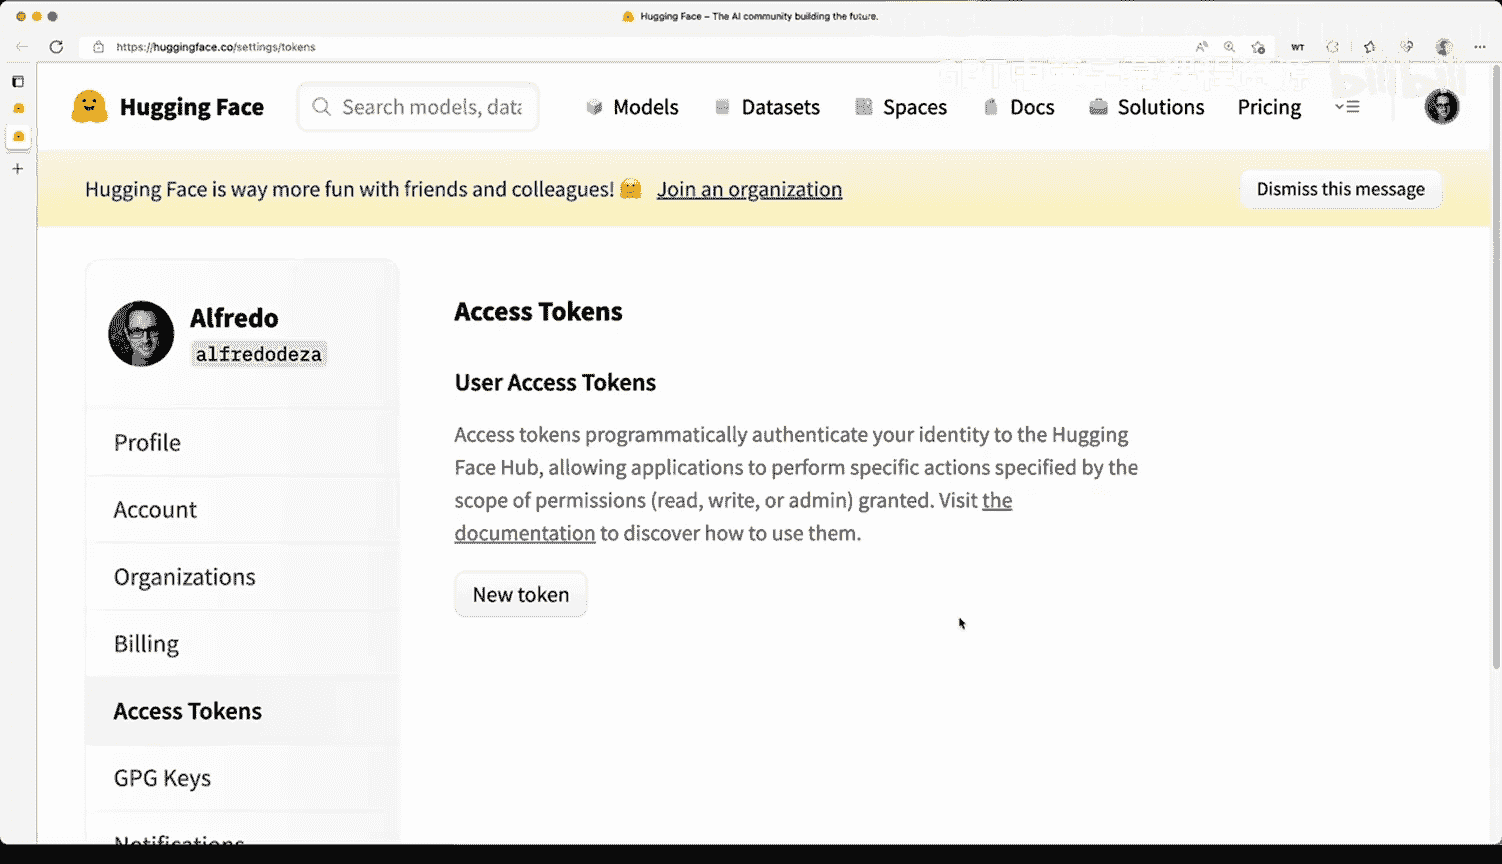 Hugging Face – The AI community building the future.
https://huggingface.co/settings/tokens
WT
Hugging Face
Search models, data
Models
Datasets
Spaces
Docs
Solutions
Pricing
Hugging Face is way more fun with friends and colleagues! 🤗 Join an organization
Dismiss this message
Alfredo
alfredodeza
Profile
Account
Organizations
Billing
Access Tokens
GPG Keys
Notifications
Access Tokens
User Access Tokens
Access tokens programmatically authenticate your identity to the Hugging
Face Hub, allowing applications to perform specific actions specified by the
scope of permissions (read, write, or admin) granted. Visit the
documentation to discover how to use them.
New token
bilibili